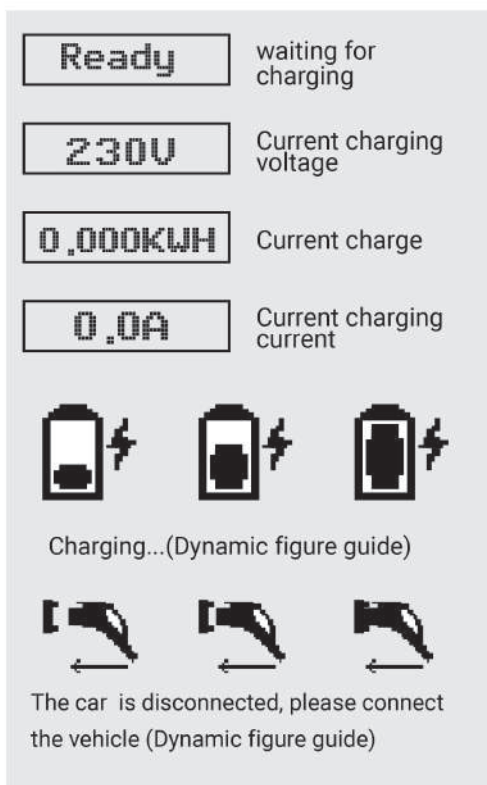 Ready
waiting for
charging
230V
Current charging
voltage
0.000KWH
Current charge
0.0A
Current charging
current
Charging...(Dynamic figure guide)
The car is disconnected, please connect
the vehicle (Dynamic figure guide)